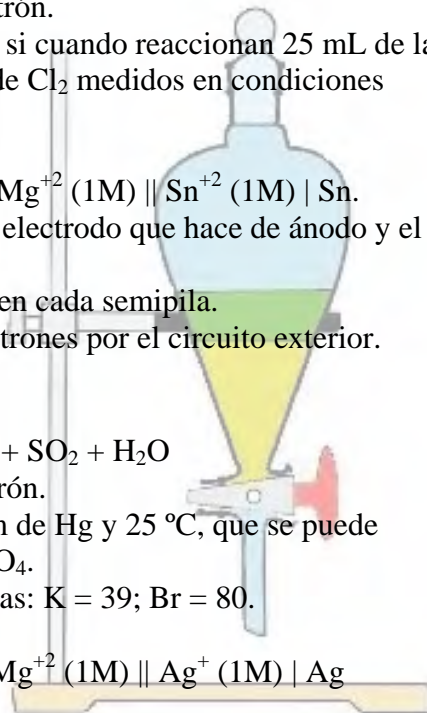 trón.
si cuando reaccionan 25 mL de la
de Cl₂ medidos en condiciones
Mg⁺² (1M) || Sn⁺² (1M) | Sn.
electrodo que hace de ánodo y el
en cada semipila.
trones por el circuito exterior.
+ SO₂ + H₂O
rón.
de Hg y 25 ºC, que se puede
O₄.
as: K = 39; Br = 80.
Mg⁺² (1M) || Ag⁺ (1M) | Ag